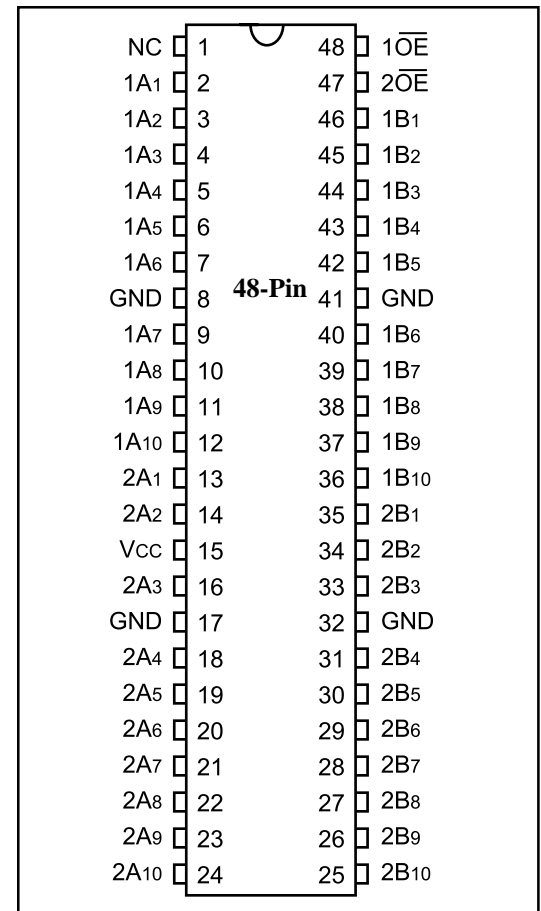 NC 1 48 1O̅E̅
1A1 2 47 2O̅E̅
1A2 3 46 1B1
1A3 4 45 1B2
1A4 5 44 1B3
1A5 6 43 1B4
1A6 7 42 1B5
GND 8 48-Pin 41 GND
1A7 9 40 1B6
1A8 10 39 1B7
1A9 11 38 1B8
1A10 12 37 1B9
2A1 13 36 1B10
2A2 14 35 2B1
VCC 15 34 2B2
2A3 16 33 2B3
GND 17 32 GND
2A4 18 31 2B4
2A5 19 30 2B5
2A6 20 29 2B6
2A7 21 28 2B7
2A8 22 27 2B8
2A9 23 26 2B9
2A10 24 25 2B10